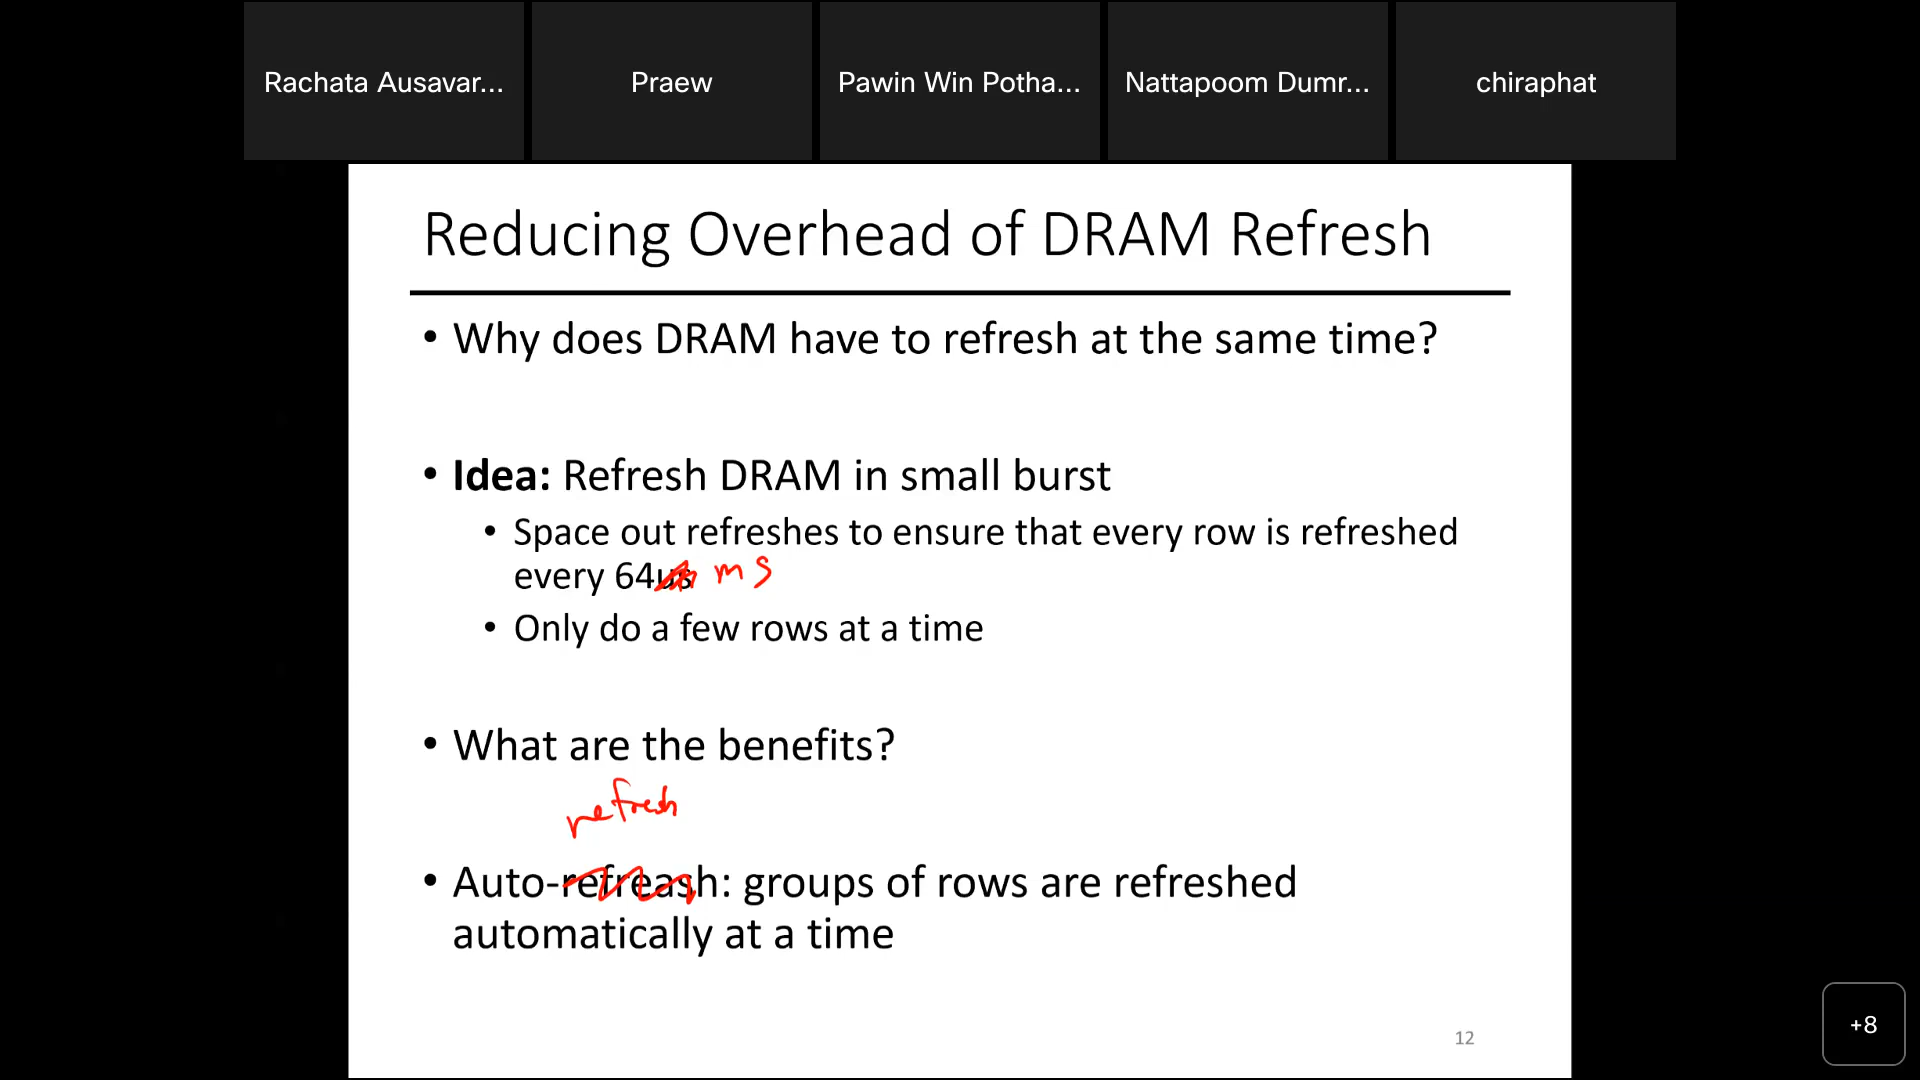 Rachata Ausavar...
Praew
Pawin Win Potha...
Nattapoom Dumr...
chiraphat
Reducing Overhead of DRAM Refresh
• Why does DRAM have to refresh at the same time?
• Idea: Refresh DRAM in small burst
• Space out refreshes to ensure that every row is refreshed
every 64us ms
• Only do a few rows at a time
• What are the benefits?
refresh
• Auto-refreash: groups of rows are refreshed
automatically at a time
12
+8